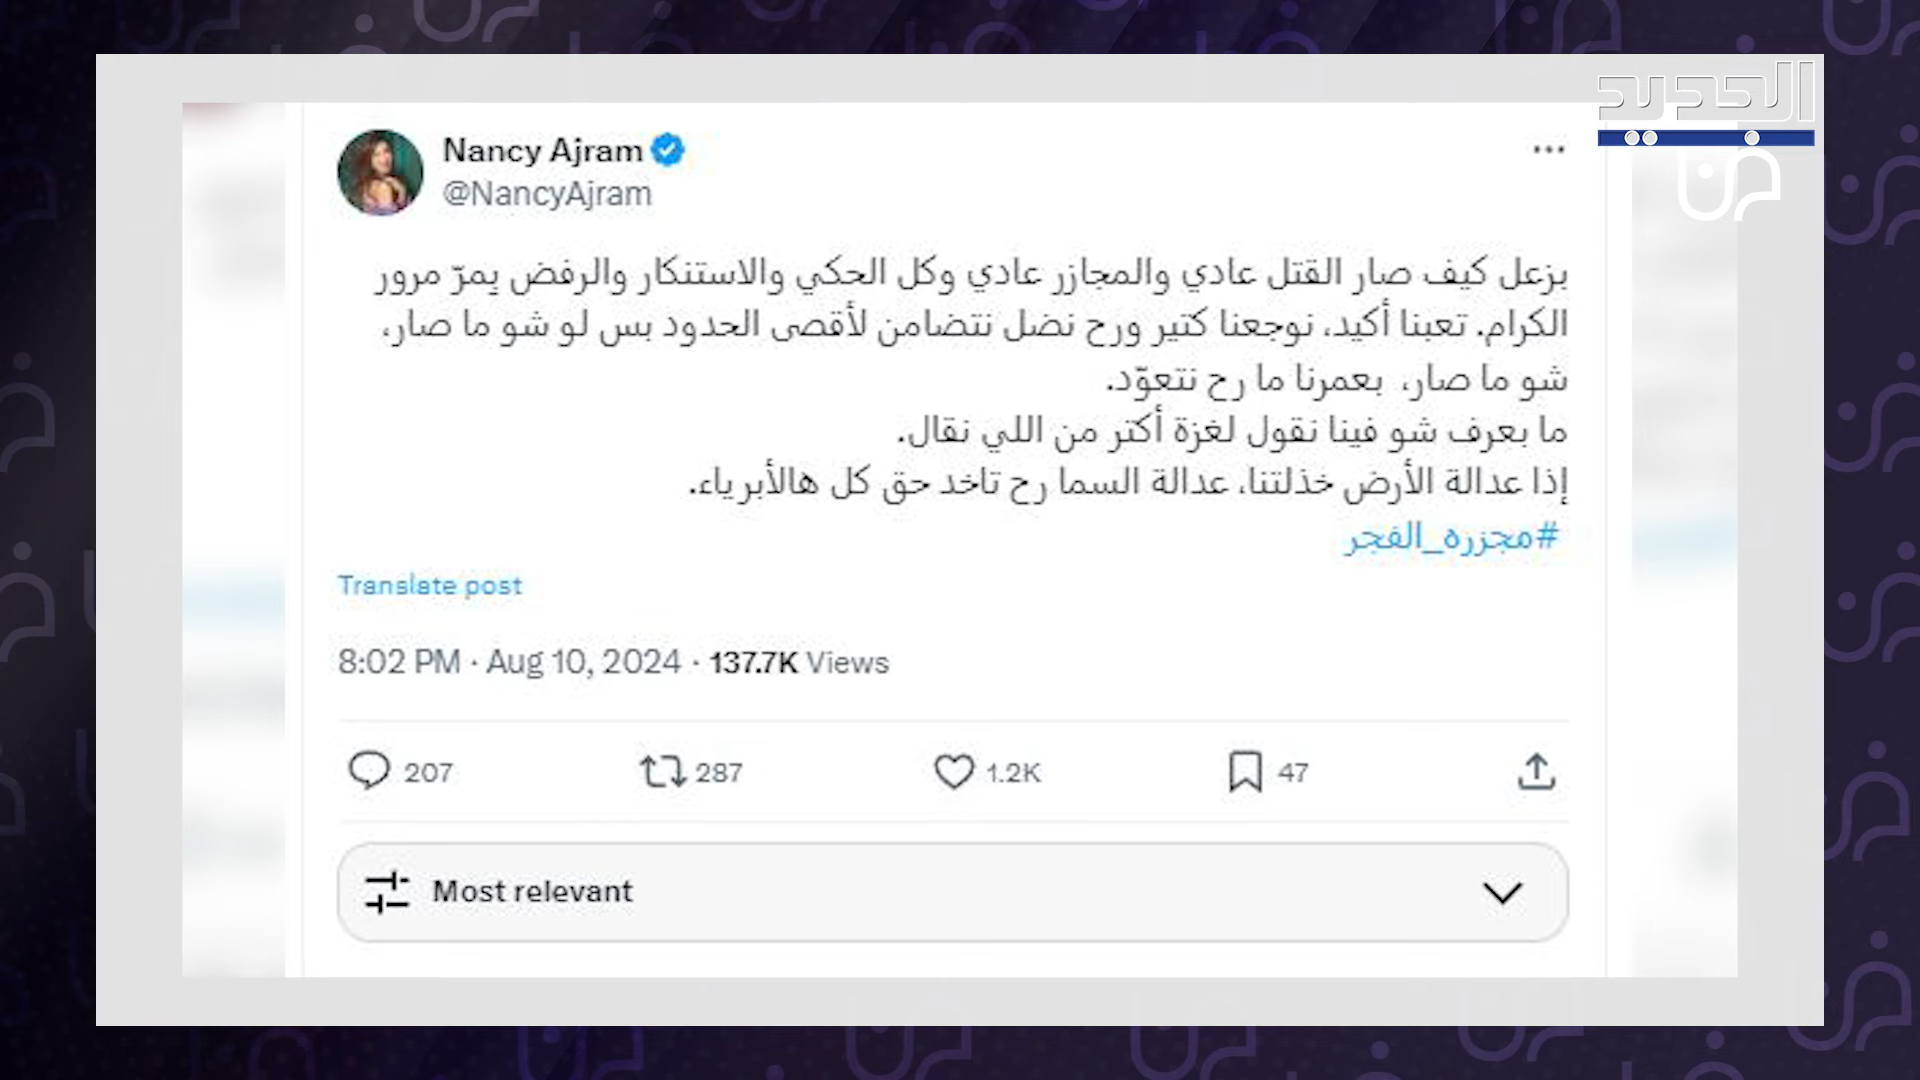 الجديد
Nancy Ajram
@NancyAjram
بزعل كيف صار القتل عادي والمجازر عادي وكل الحكي والاستنكار والرفض يمرّ مرور
الكرام. تعبنا أكيد، نوجعنا كتير ورح نضل نتضامن لأقصى الحدود بس لو شو ما صار،
شو ما صار، بعمرنا ما رح نتعوّد.
ما بعرف شو فينا نقول لغزة أكتر من اللي نقال.
إذا عدالة الأرض خذلتنا، عدالة السما رح تاخد حق كل هالأبرياء.
#مجزرة_الفجر
Translate post
8:02 PM · Aug 10, 2024 · 137.7K Views
207 287 1.2K 47
Most relevant